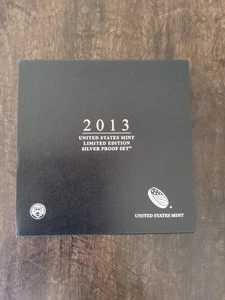 2013
UNITED STATES MINT
LIMITED EDITION
SILVER PROOF SET™
UNITED STATES MINT